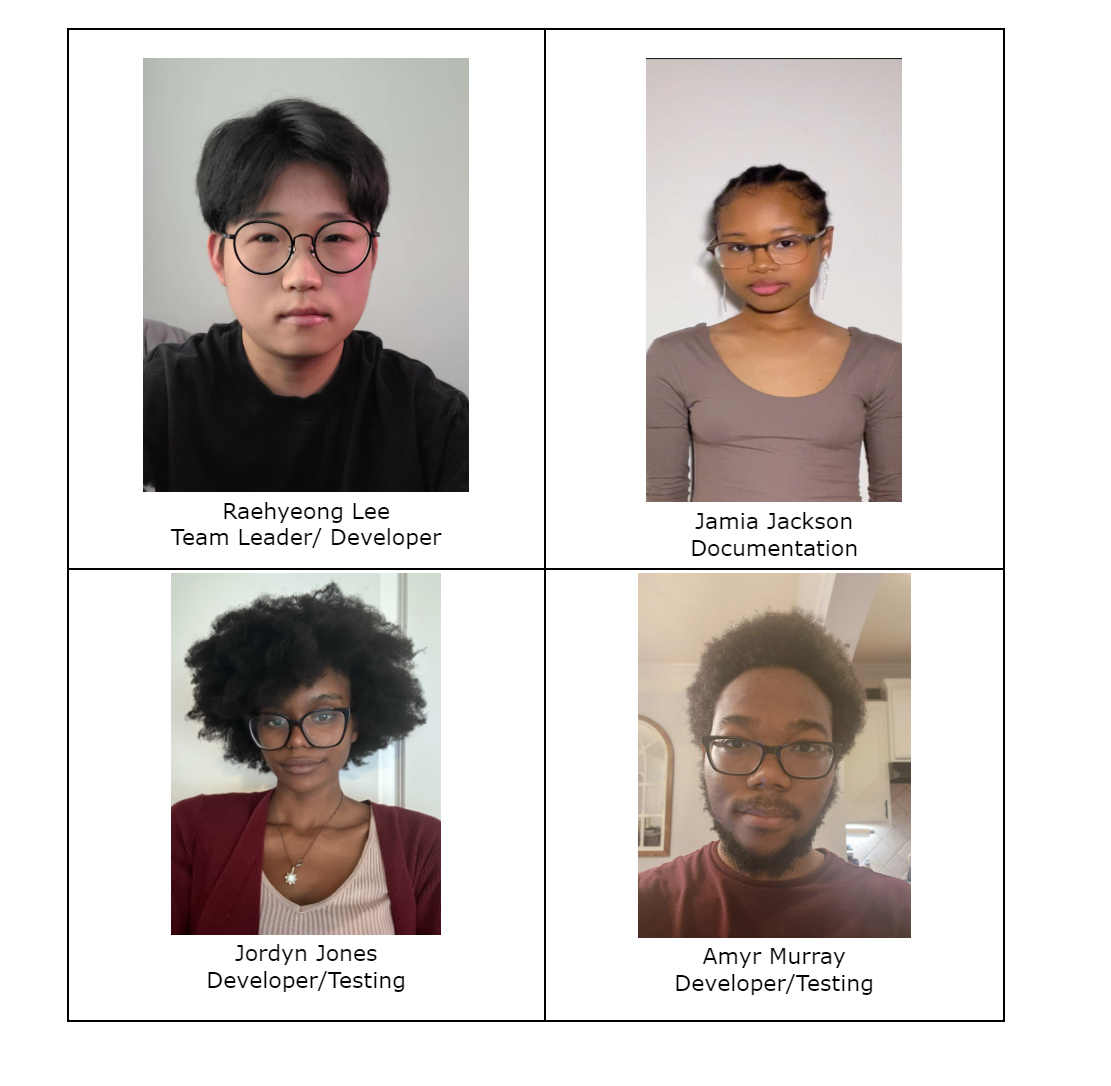 Raehyeong Lee
Team Leader/ Developer
Jamia Jackson
Documentation
Jordyn Jones
Developer/Testing
Amyr Murray
Developer/Testing